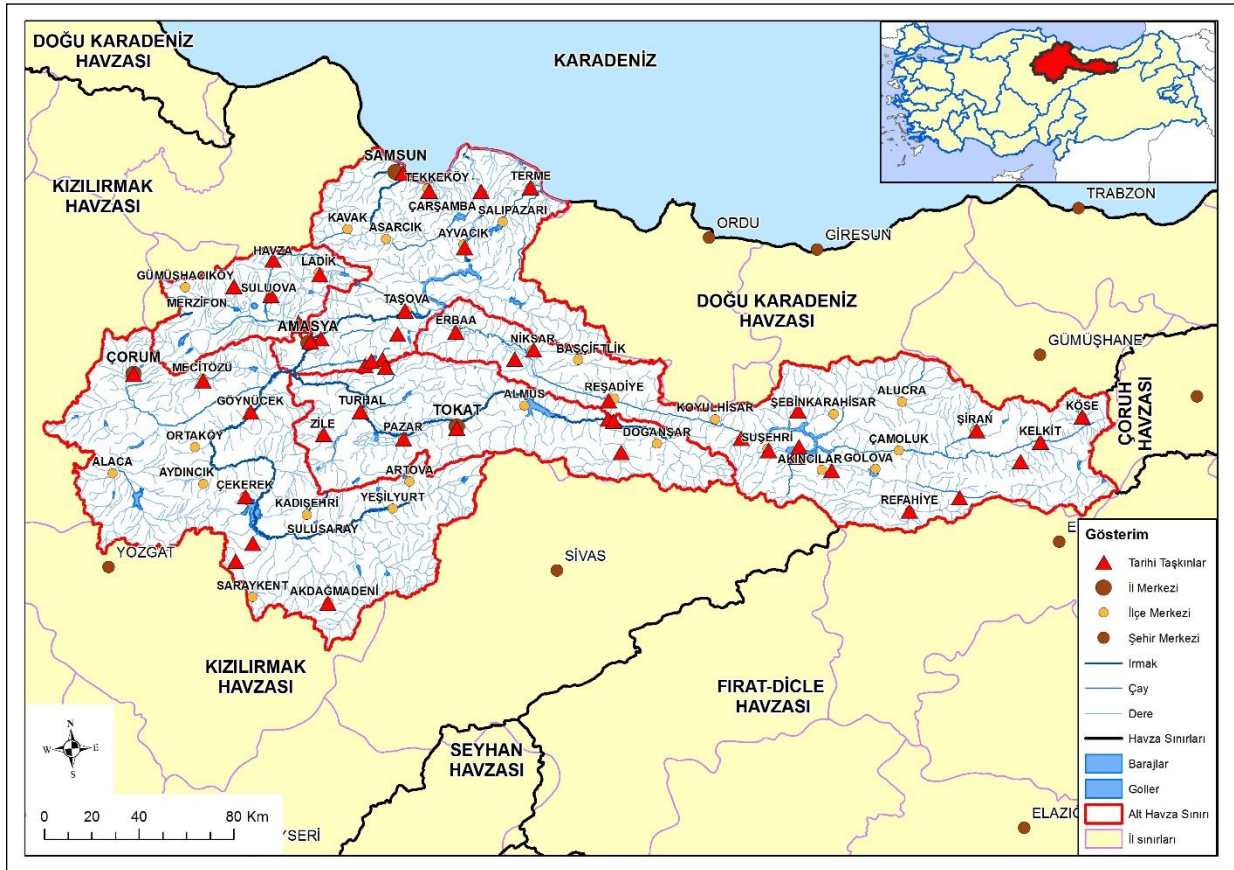 DOĞU KARADENİZ
HAVZASI
KARADENİZ
SAMSUN
TEKKEKÖY
TERME
ÇARŞAMBA
SALIPAZARI
KIZILIRMAK
HAVZASI
KAVAK
ASARCIK
AYVACIK
TRABZON
ORDU
GİRESUN
HAVZA
LADİK
GÜMÜŞHACIKÖY
SULUOVA
MERZİFON
TAŞOVA
DOĞU KARADENİZ
HAVZASI
AMASYA
ERBAA
NİKSAR
BAŞÇİFTLİK
GÜMÜŞHANE
ÇORUM
MECİTÖZÜ
ÇORUH
HAVZASI
GÖYNÜCEK
TURHAL
ALMUS
REŞADİYE
ALUCRA
ŞEBİNKARAHİSAR
KOYULHİSAR
ŞİRAN
KÖSE
ZİLE
PAZAR
TOKAT
DOĞANŞAR
SUŞEHRİ
ÇAMOLUK
KELKİT
ORTAKÖY
ALACA
AYDINCIK
ÇEKEREK
ARTOVA
AKINCILAR
GÖLOVA
KADIŞEHRİ
YEŞİLYURT
SULUSARAY
REFAHİYE
YOZGAT
SİVAS
SARAYKENT
AKDAĞMADENİ
KIZILIRMAK
HAVZASI
FIRAT-DİCLE
HAVZASI
SEYHAN
HAVZASI
N
W
E
S
0 20 40 80 Km
YSERİ
E
ELAZIĞ
Gösterim
Tarihi Taşkınlar
İl Merkezi
İlçe Merkezi
Şehir Merkezi
Irmak
Çay
Dere
Havza Sınırları
Barajlar
Goller
Alt Havza Sınırı
İl sınırları